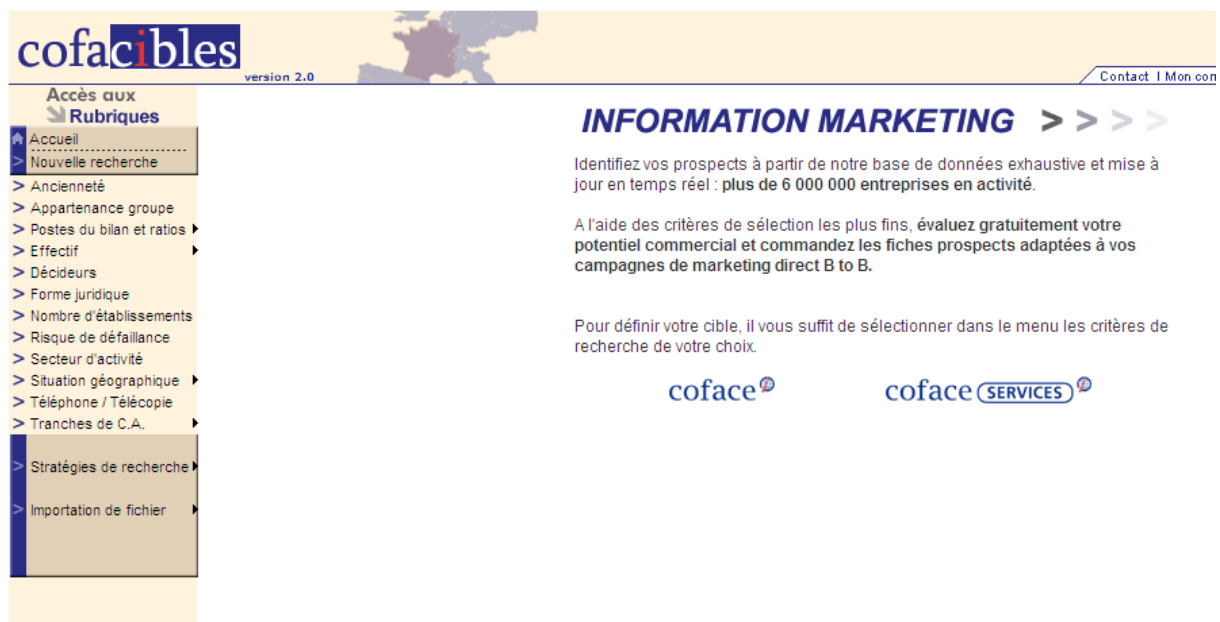 cofacibles
version 2.0
Contact | Mon com
Accès aux
Rubriques
Accueil
> Nouvelle recherche
> Ancienneté
> Appartenance groupe
> Postes du bilan et ratios
> Effectif
> Décideurs
> Forme juridique
> Nombre d'établissements
> Risque de défaillance
> Secteur d'activité
> Situation géographique
> Téléphone / Télécopie
> Tranches de C.A.
> Stratégies de recherche
> Importation de fichier
INFORMATION MARKETING > > > >
Identifiez vos prospects à partir de notre base de données exhaustive et mise à
jour en temps réel : plus de 6 000 000 entreprises en activité.
A l'aide des critères de sélection les plus fins, évaluez gratuitement votre
potentiel commercial et commandez les fiches prospects adaptées à vos
campagnes de marketing direct B to B.
Pour définir votre cible, il vous suffit de sélectionner dans le menu les critères de
recherche de votre choix.
coface
coface SERVICES